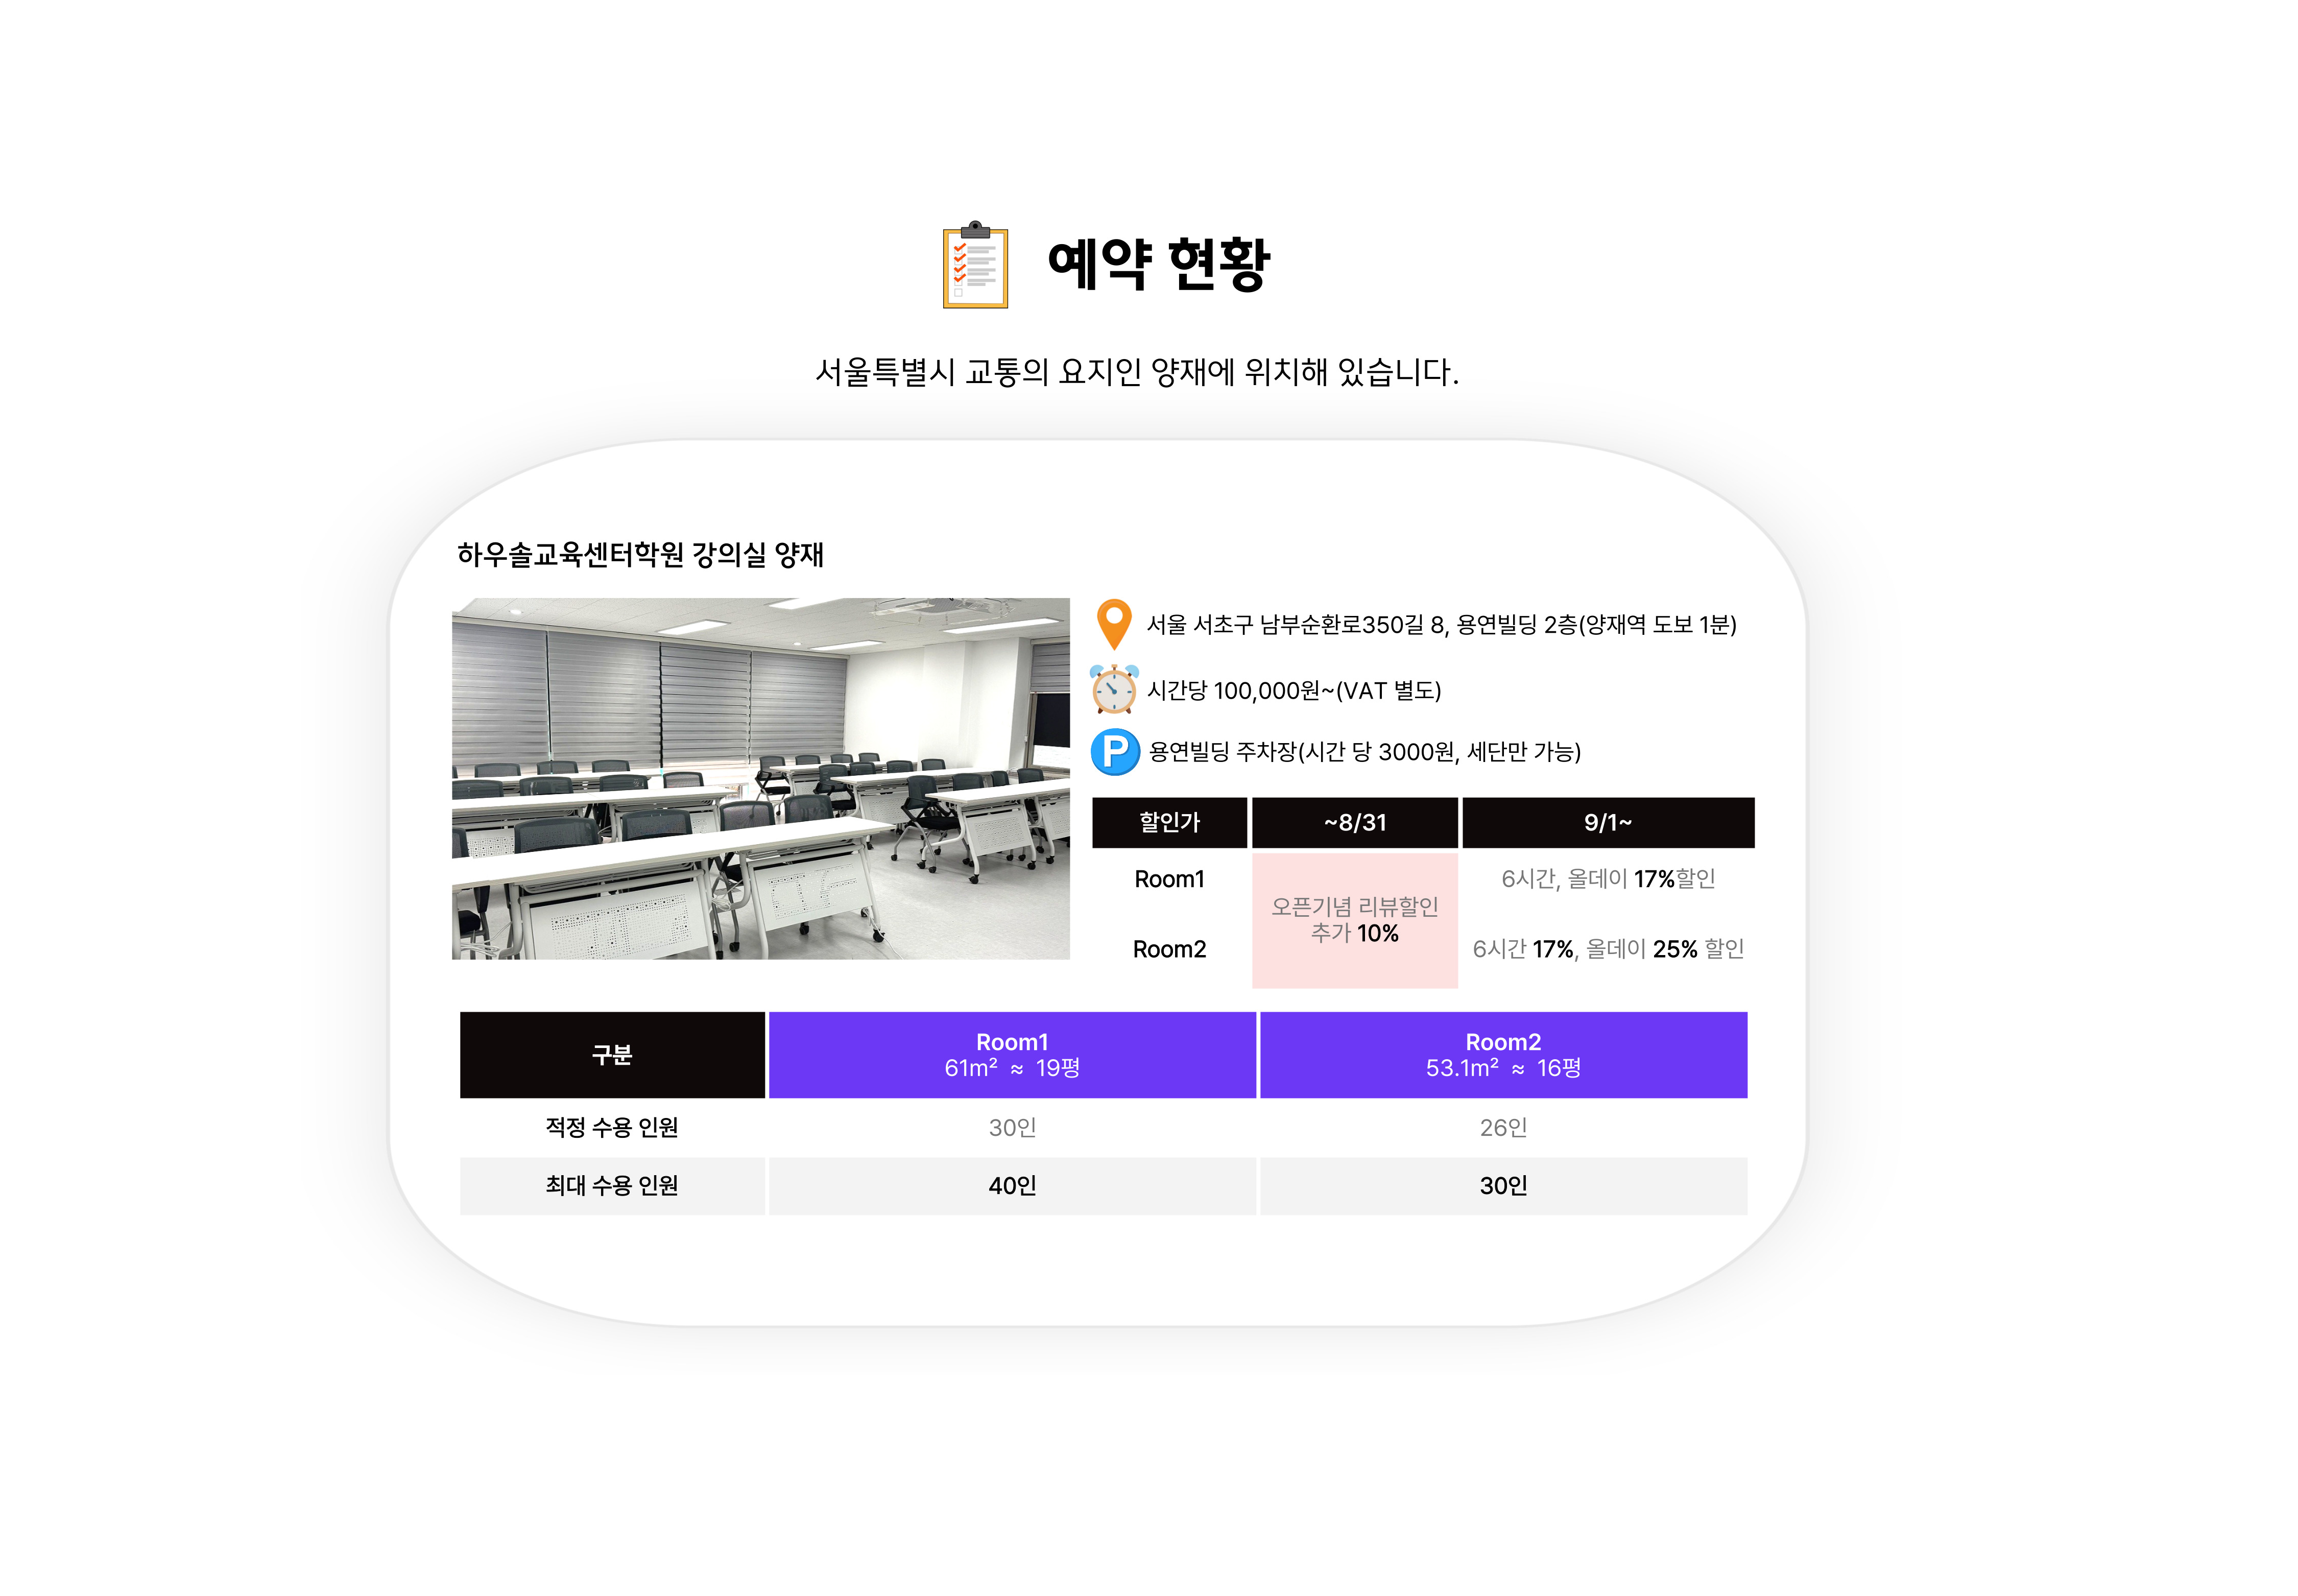 예약 현황
서울특별시 교통의 요지인 양재에 위치해 있습니다.
하우솔교육센터학원 강의실 양재
서울 서초구 남부순환로350길 8, 용연빌딩 2층(양재역 도보 1분)
시간당 100,000원~(VAT 별도)
P 용연빌딩 주차장(시간 당 3000원, 세단만 가능)
할인가 ~8/31 9/1~
Room1 6시간, 올데이 17%할인
오픈기념 리뷰할인
추가 10%
Room2 6시간 17%, 올데이 25% 할인
구분
Room1
61m² ≈ 19평
Room2
53.1m² ≈ 16평
적정 수용 인원 30인 26인
최대 수용 인원 40인 30인